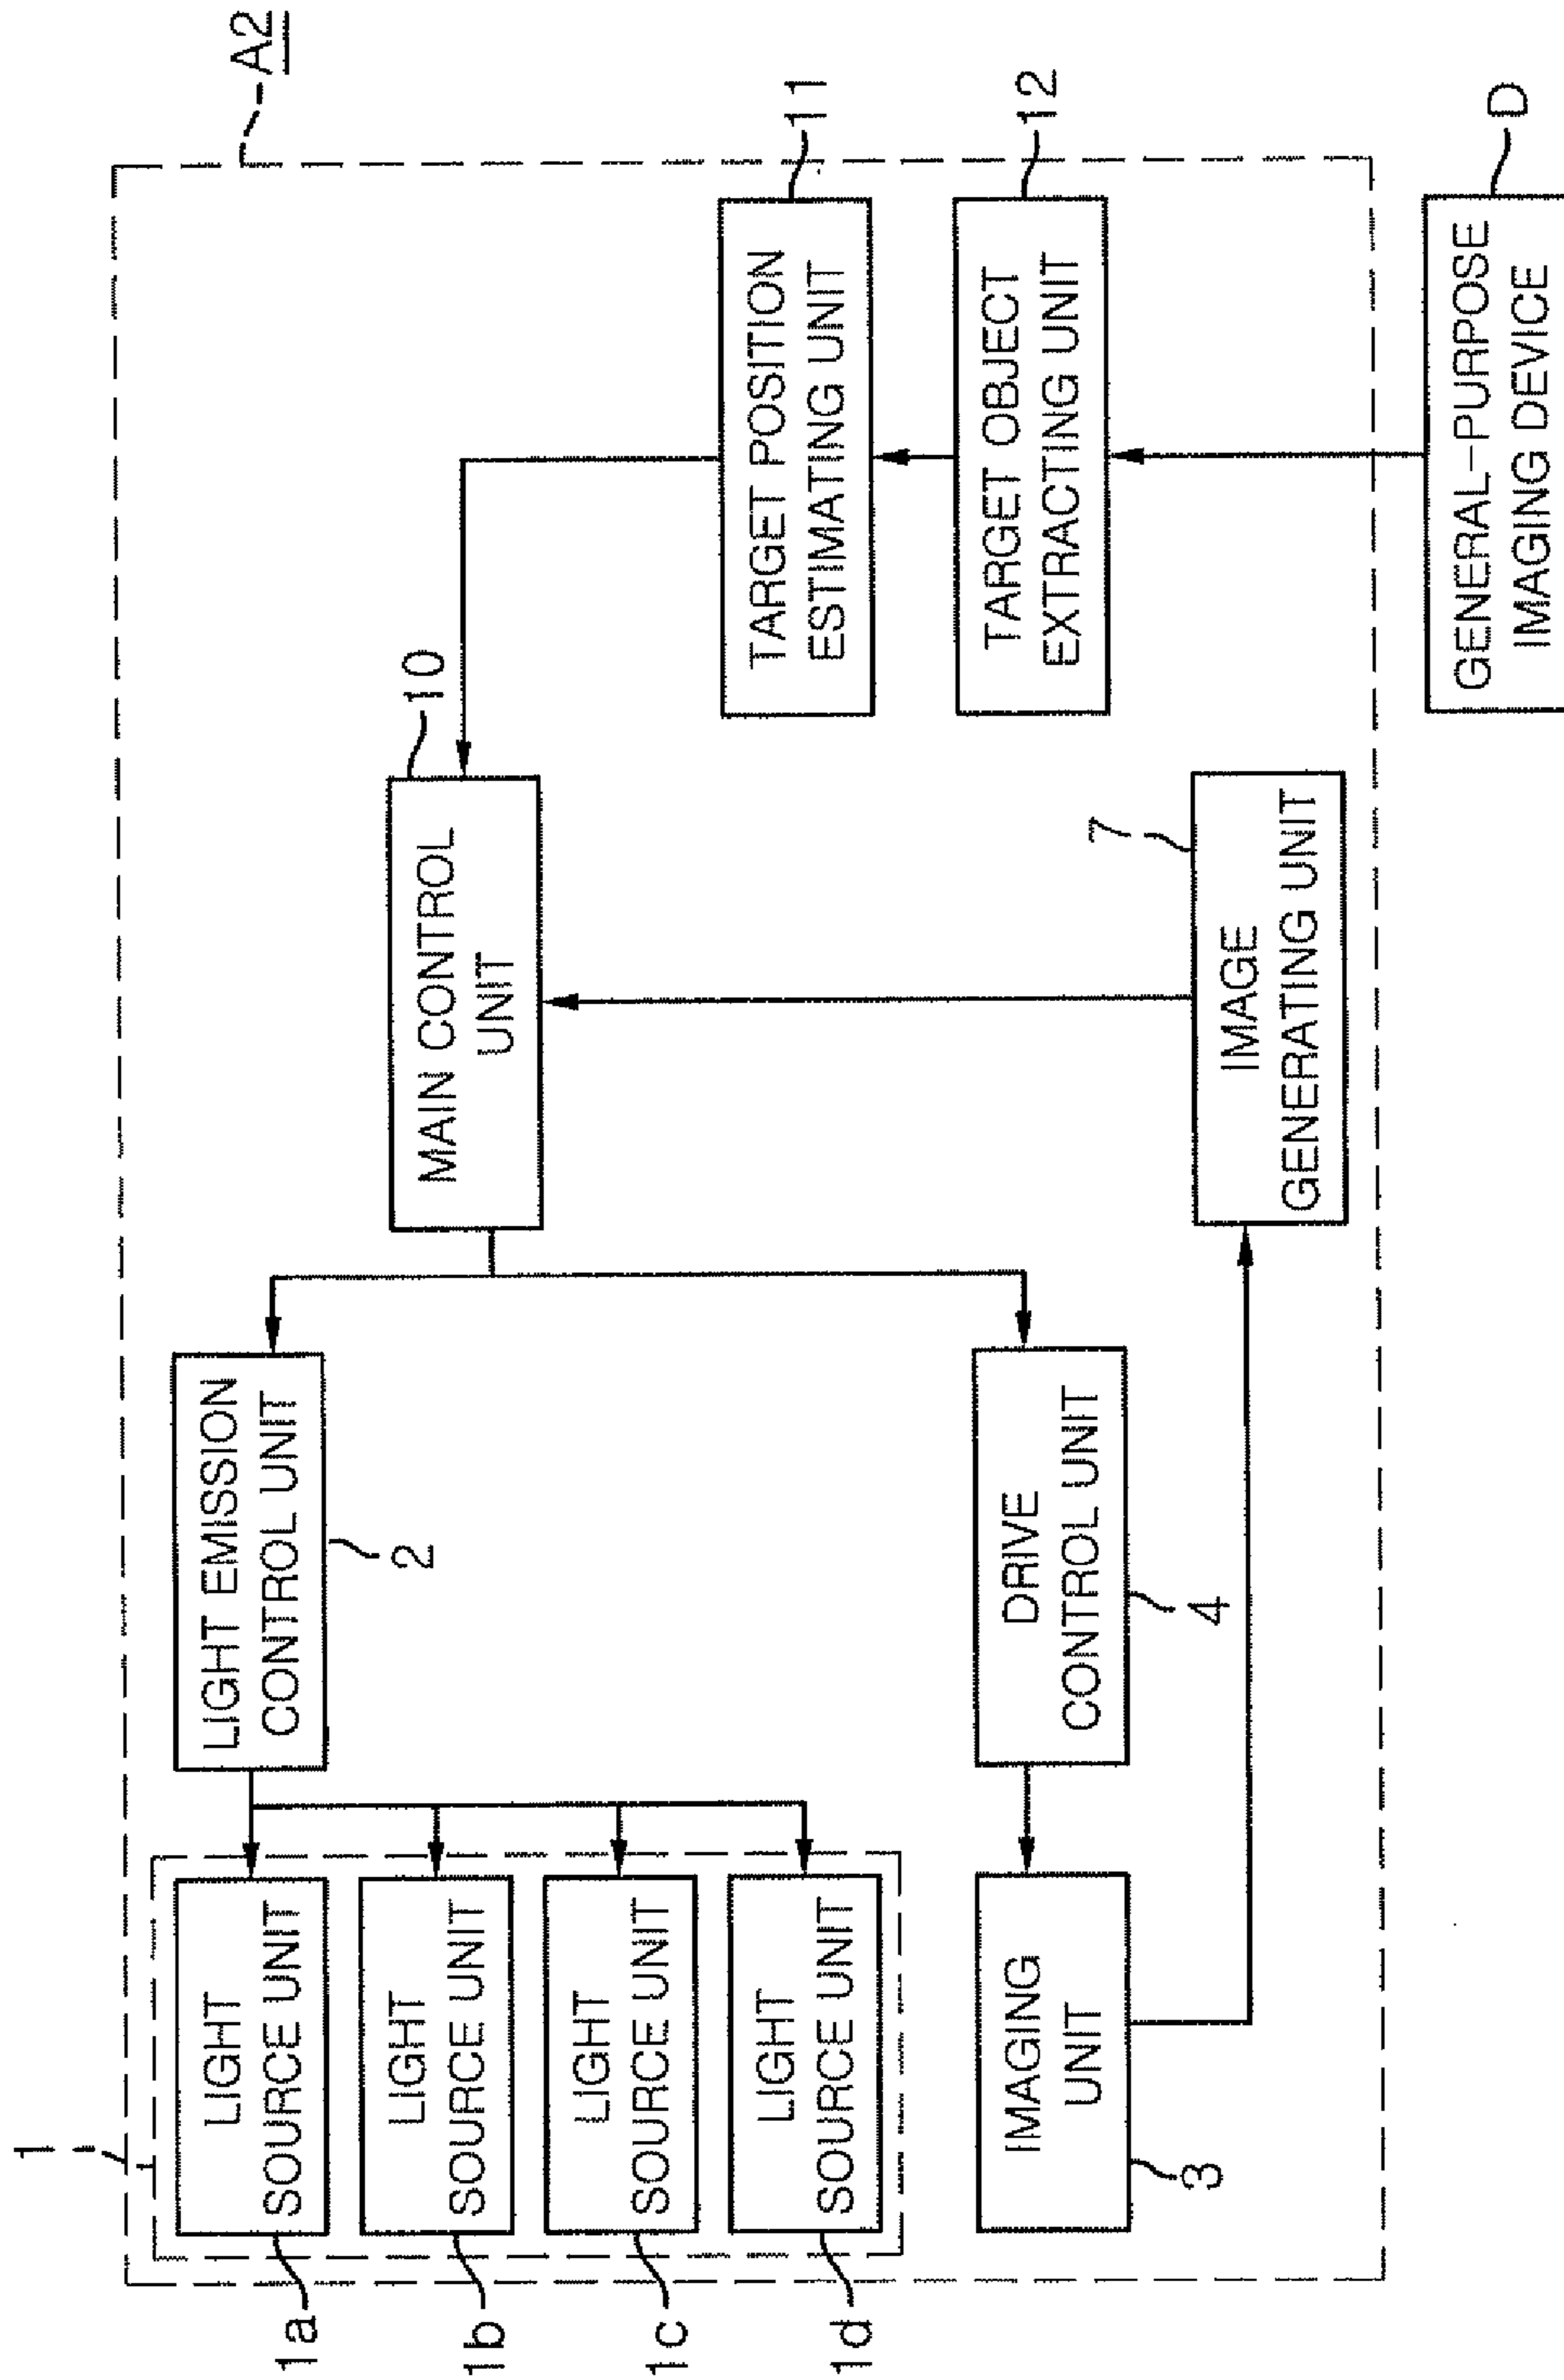 A2
1
LIGHT
SOURCE UNIT
1a
LIGHT
SOURCE UNIT
1b
LIGHT
SOURCE UNIT
1c
LIGHT
SOURCE UNIT
1d
LIGHT EMISSION
CONTROL UNIT
2
MAIN CONTROL
UNIT
10
TARGET POSITION
ESTIMATING UNIT
11
TARGET OBJECT
EXTRACTING UNIT
12
DRIVE
CONTROL UNIT
4
IMAGING
UNIT
3
IMAGE
GENERATING UNIT
7
GENERAL-PURPOSE
IMAGING DEVICE
D